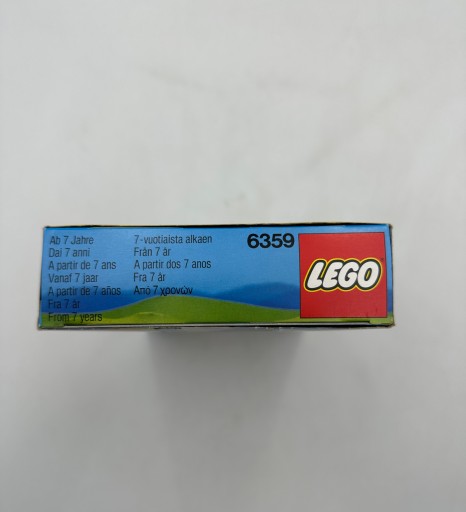 Ab 7 Jahre
Dai 7 anni
A partir de 7 ans
Vanaf 7 jaar
A partir de 7 años
Fra 7 år
From 7 years
7-vuotiaista alkaen
Från 7 år
A partir dos 7 anos
Fra 7 år
Από 7 χρονών
6359
LEGO